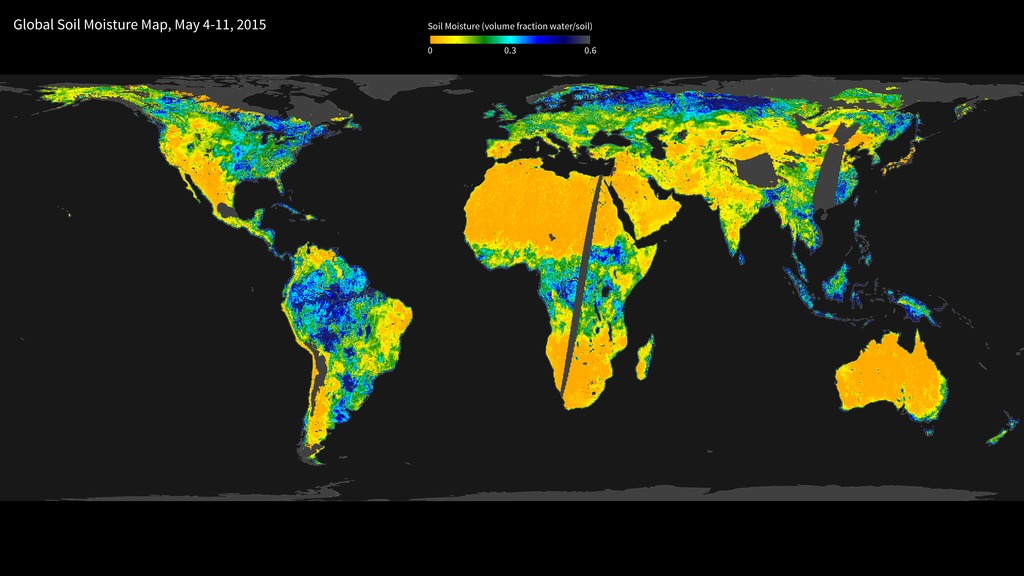 Global Soil Moisture Map, May 4-11, 2015
Soil Moisture (volume fraction water/soil)
0 0.3 0.6